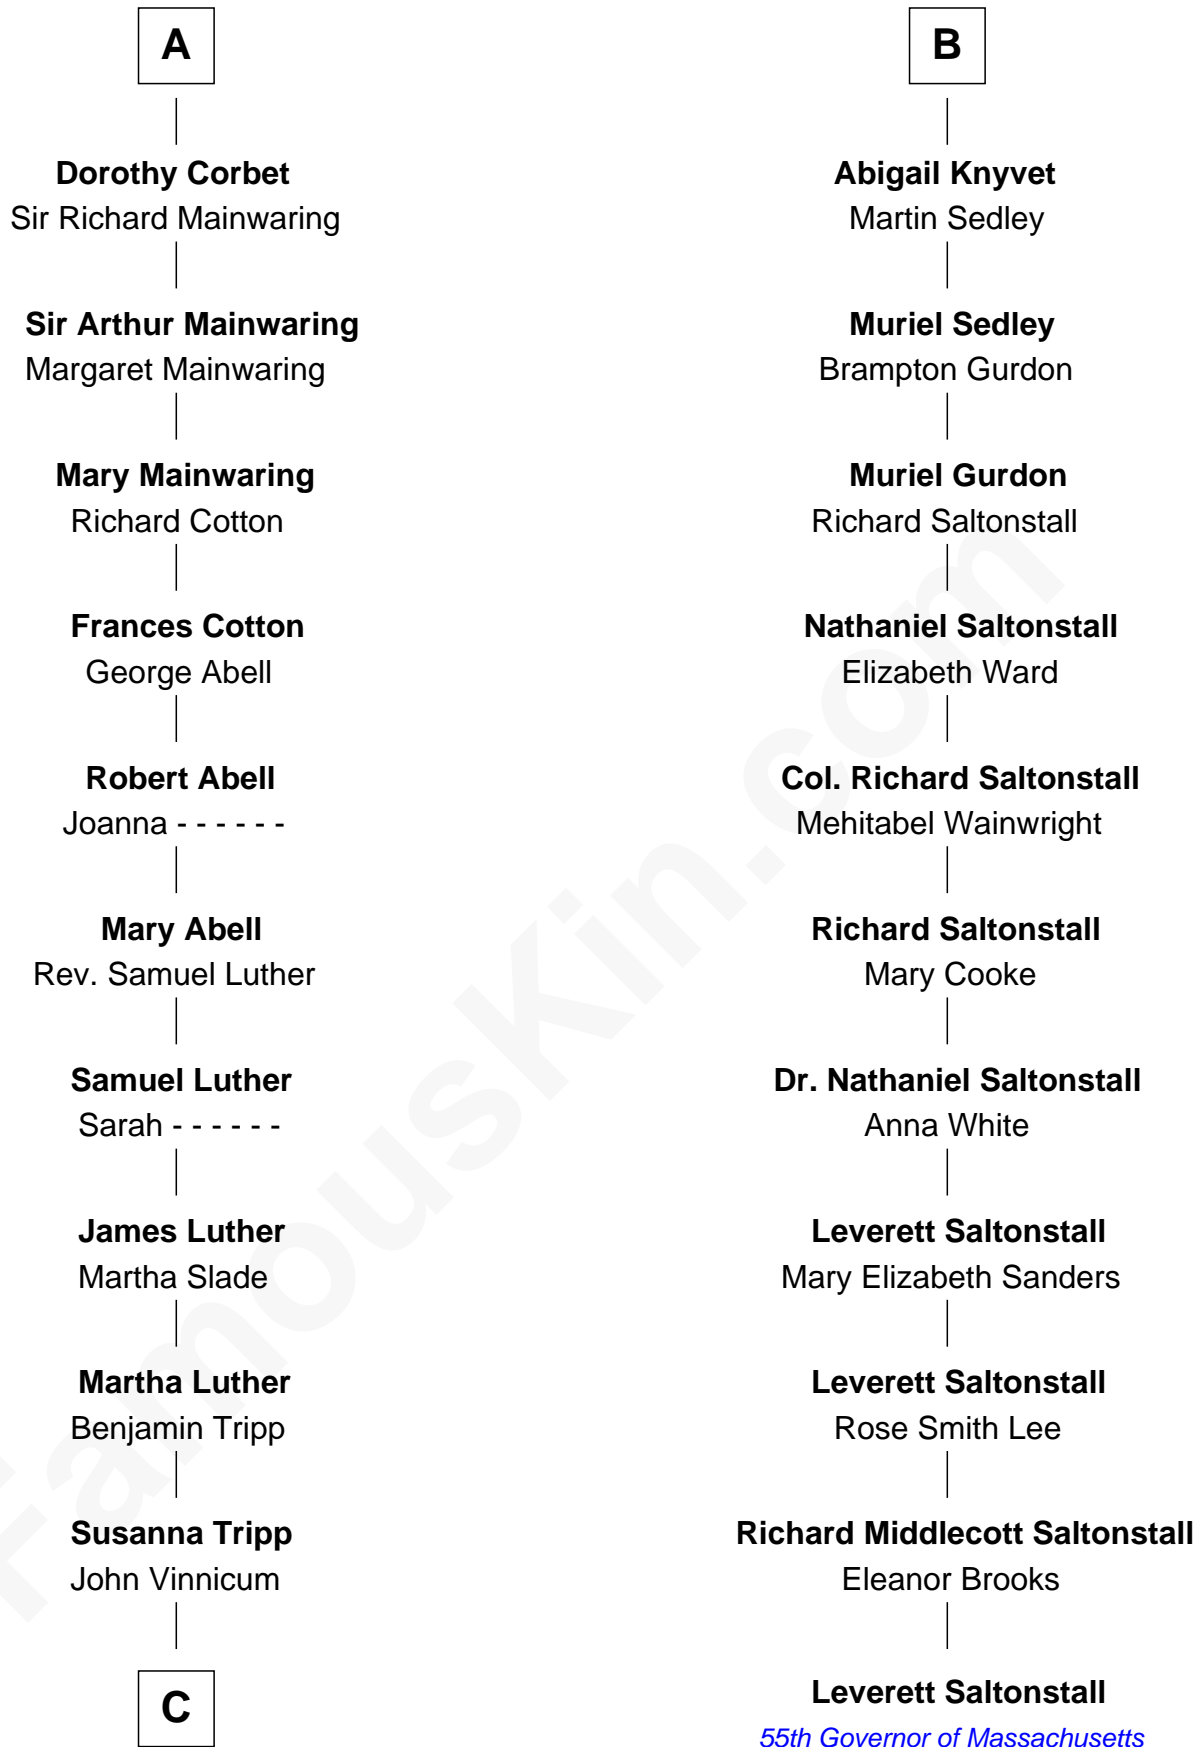 A
Dorothy Corbet
Sir Richard Mainwaring
Sir Arthur Mainwaring
Margaret Mainwaring
Mary Mainwaring
Richard Cotton
Frances Cotton
George Abell
Robert Abell
Joanna - - - - - -
Mary Abell
Rev. Samuel Luther
Samuel Luther
Sarah - - - - - -
James Luther
Martha Slade
Martha Luther
Benjamin Tripp
Susanna Tripp
John Vinnicum
C
B
Abigail Knyvet
Martin Sedley
Muriel Sedley
Brampton Gurdon
Muriel Gurdon
Richard Saltonstall
Nathaniel Saltonstall
Elizabeth Ward
Col. Richard Saltonstall
Mehitabel Wainwright
Richard Saltonstall
Mary Cooke
Dr. Nathaniel Saltonstall
Anna White
Leverett Saltonstall
Mary Elizabeth Sanders
Leverett Saltonstall
Rose Smith Lee
Richard Middlecott Saltonstall
Eleanor Brooks
Leverett Saltonstall
55th Governor of Massachusetts
FamousKin.com